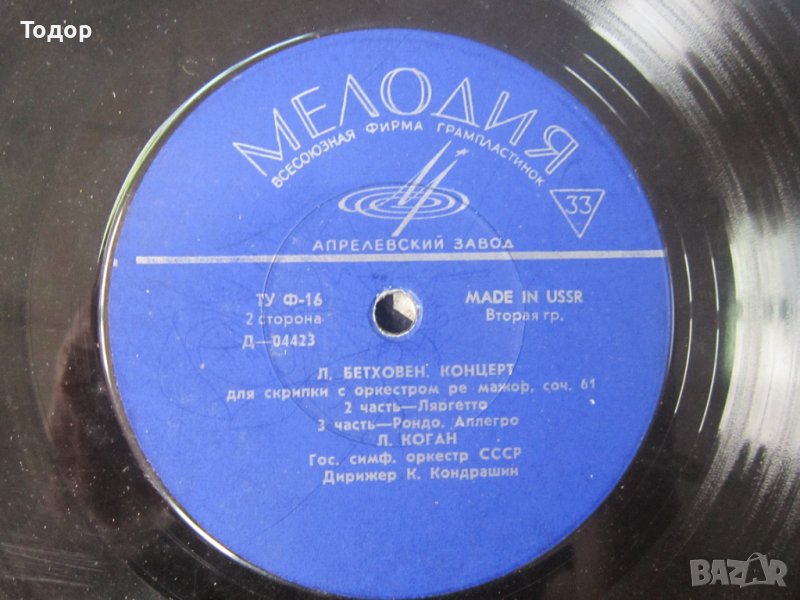 Тодор
МЕЛОДИЯ
ВСЕСОЮЗНАЯ ФИРМА ГРАМПЛАСТИНОК
33
АПРЕЛЕВСКИЙ ЗАВОД
ТУ Ф-16 MADE IN USSR
2 сторона Вторая гр.
Д—04423
Л. БЕТХОВЕН. КОНЦЕРТ
для скрипки с оркестром ре мажор, соч. 61
2 часть—Ларгетто
3 часть—Рондо. Аллегро
Л. КОГАН
Гос. симф. оркестр СССР
Дирижер К. Кондрашин
BAZAR